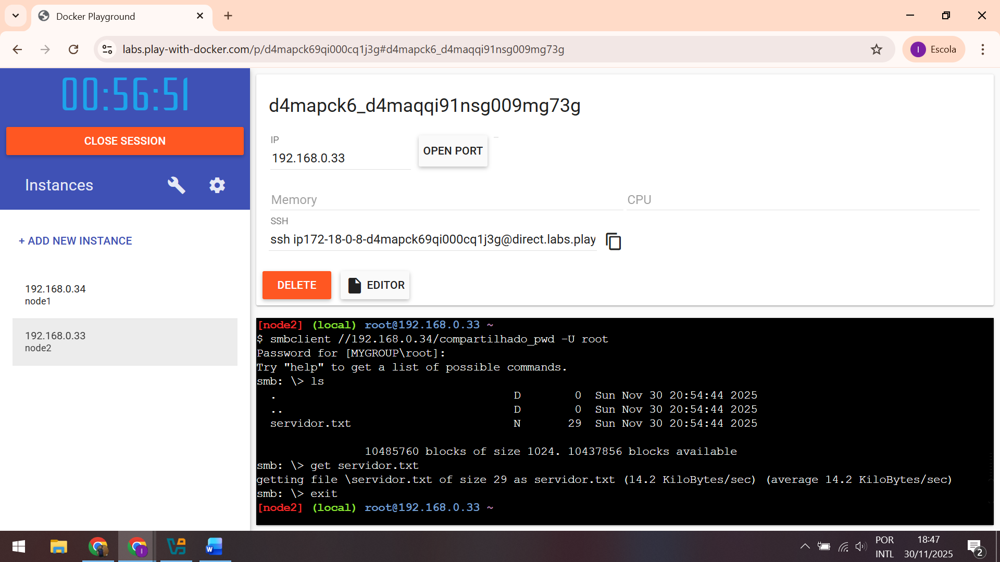 Docker Playground
labs.play-with-docker.com/p/d4mapck69qi000cq1j3g#d4mapck6_d4maqqi91nsg009mg73g
I Escola
00:56:51
CLOSE SESSION
Instances
+ ADD NEW INSTANCE
192.168.0.34
node1
192.168.0.33
node2
d4mapck6_d4maqqi91nsg009mg73g
IP
192.168.0.33
OPEN PORT
Memory
CPU
SSH
ssh ip172-18-0-8-d4mapck69qi000cq1j3g@direct.labs.play
DELETE
EDITOR
[node2] (local) root@192.168.0.33 ~
$ smbclient //192.168.0.34/compartilhado_pwd -U root
Password for [MYGROUP\root]:
Try "help" to get a list of possible commands.
smb: \> ls
. D 0 Sun Nov 30 20:54:44 2025
.. D 0 Sun Nov 30 20:54:44 2025
servidor.txt N 29 Sun Nov 30 20:54:44 2025
10485760 blocks of size 1024. 10437856 blocks available
smb: \> get servidor.txt
getting file \servidor.txt of size 29 as servidor.txt (14.2 KiloBytes/sec) (average 14.2 KiloBytes/sec)
smb: \> exit
[node2] (local) root@192.168.0.33 ~
POR
INTL
18:47
30/11/2025
2